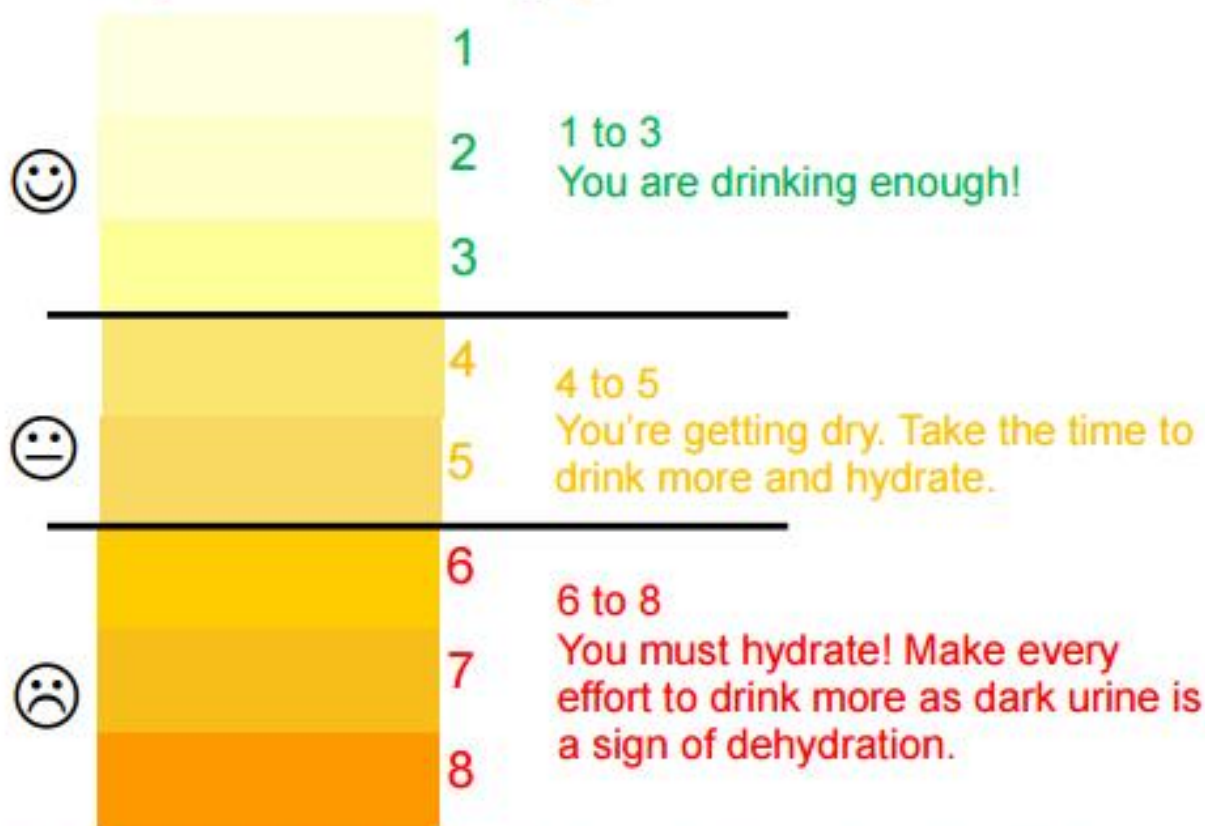 1
2
3
1 to 3
You are drinking enough!
4
5
4 to 5
You're getting dry. Take the time to
drink more and hydrate.
6
7
8
6 to 8
You must hydrate! Make every
effort to drink more as dark urine is
a sign of dehydration.